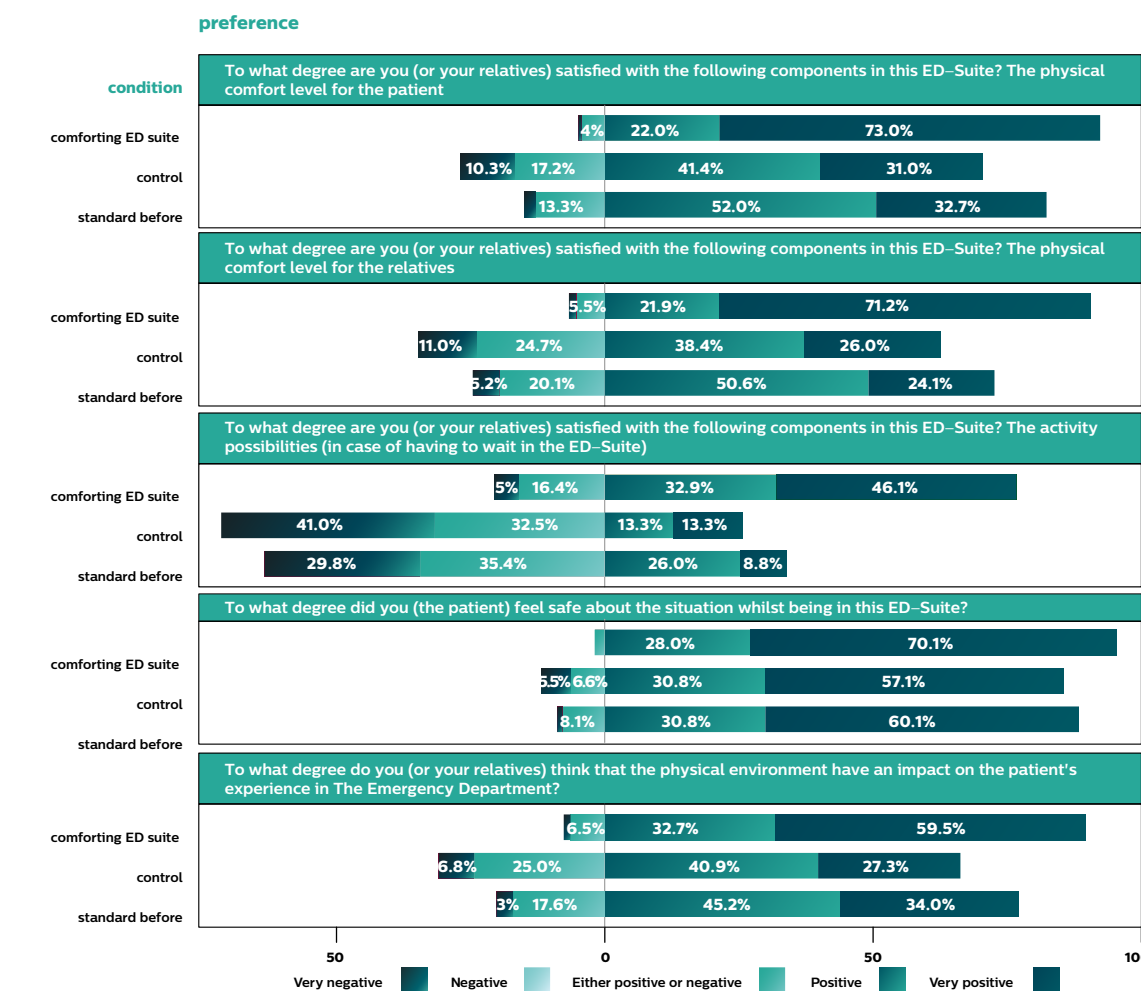 preference
condition
To what degree are you (or your relatives) satisfied with the following components in this ED–Suite? The physical
comfort level for the patient
comforting ED suite
4% 22.0% 73.0%
control
10.3% 17.2% 41.4% 31.0%
standard before
13.3% 52.0% 32.7%
To what degree are you (or your relatives) satisfied with the following components in this ED–Suite? The physical
comfort level for the relatives
comforting ED suite
5.5% 21.9% 71.2%
control
11.0% 24.7% 38.4% 26.0%
standard before
5.2% 20.1% 50.6% 24.1%
To what degree are you (or your relatives) satisfied with the following components in this ED–Suite? The activity
possibilities (in case of having to wait in the ED–Suite)
comforting ED suite
5% 16.4% 32.9% 46.1%
control
41.0% 32.5% 13.3% 13.3%
standard before
29.8% 35.4% 26.0% 8.8%
To what degree did you (the patient) feel safe about the situation whilst being in this ED–Suite?
comforting ED suite
28.0% 70.1%
control
5.5% 6.6% 30.8% 57.1%
standard before
8.1% 30.8% 60.1%
To what degree do you (or your relatives) think that the physical environment have an impact on the patient's
experience in The Emergency Department?
comforting ED suite
6.5% 32.7% 59.5%
control
6.8% 25.0% 40.9% 27.3%
standard before
3% 17.6% 45.2% 34.0%
50 0 50 10
Very negative Negative Either positive or negative Positive Very positive